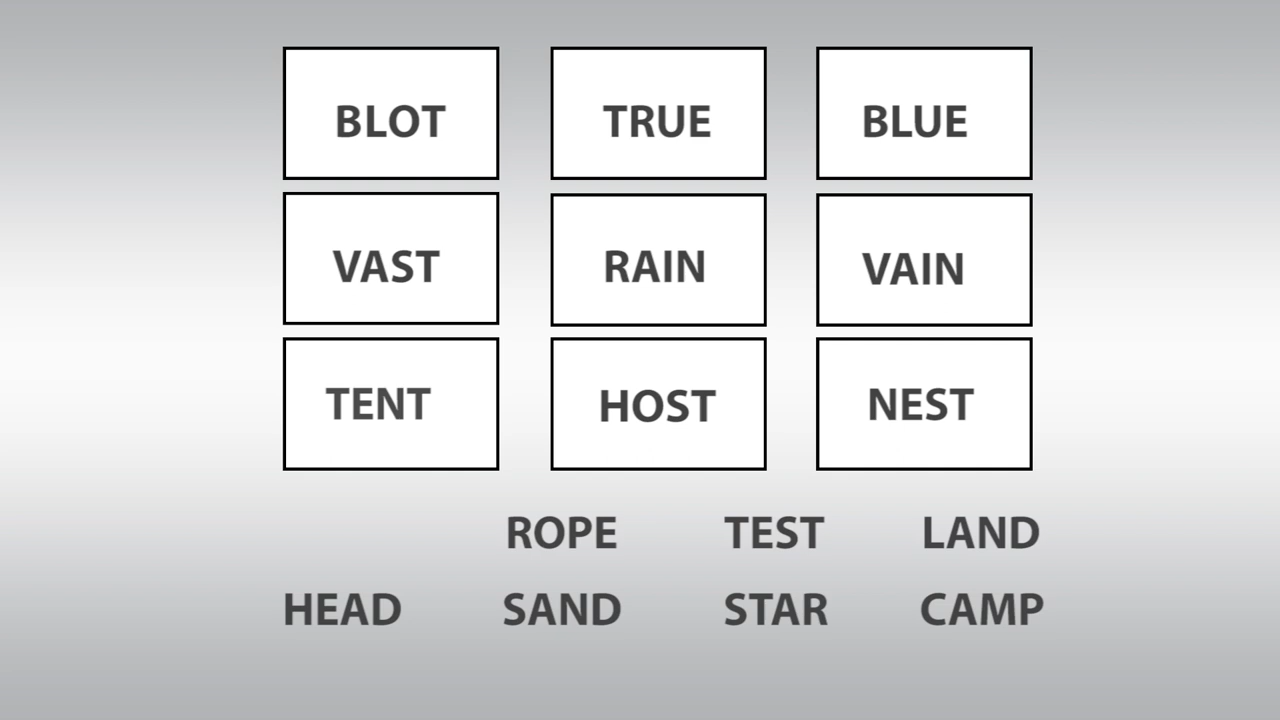 BLOT TRUE BLUE
VAST RAIN VAIN
TENT HOST NEST
ROPE TEST LAND
HEAD SAND STAR CAMP